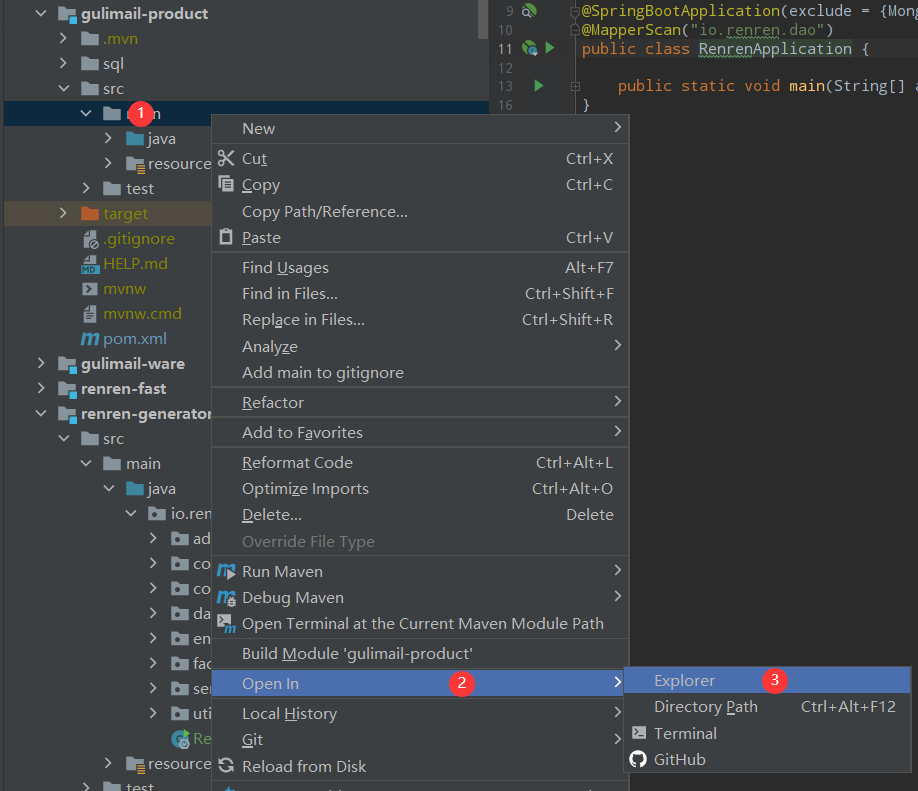 gulimail-product
.mvn
sql
src
1
java
resource
test
target
.gitignore
HELP.md
mvnw
mvnw.cmd
pom.xml
gulimail-ware
renren-fast
renren-generator
src
main
java
io.ren
ad
co
co
da
en
fac
ser
uti
Re
resource
test
9 @SpringBootApplication(exclude = {Mong
10 @MapperScan("io.renren.dao")
11 public class RenrenApplication {
12
13 public static void main(String[] a
16 }
New
Cut Ctrl+X
Copy Ctrl+C
Copy Path/Reference...
Paste Ctrl+V
Find Usages Alt+F7
Find in Files... Ctrl+Shift+F
Replace in Files... Ctrl+Shift+R
Analyze
Add main to gitignore
Refactor
Add to Favorites
Reformat Code Ctrl+Alt+L
Optimize Imports Ctrl+Alt+O
Delete... Delete
Override File Type
Run Maven
Debug Maven
Open Terminal at the Current Maven Module Path
Build Module 'gulimail-product'
Open In 2
Local History
Git
Reload from Disk
Explorer 3
Directory Path Ctrl+Alt+F12
Terminal
GitHub